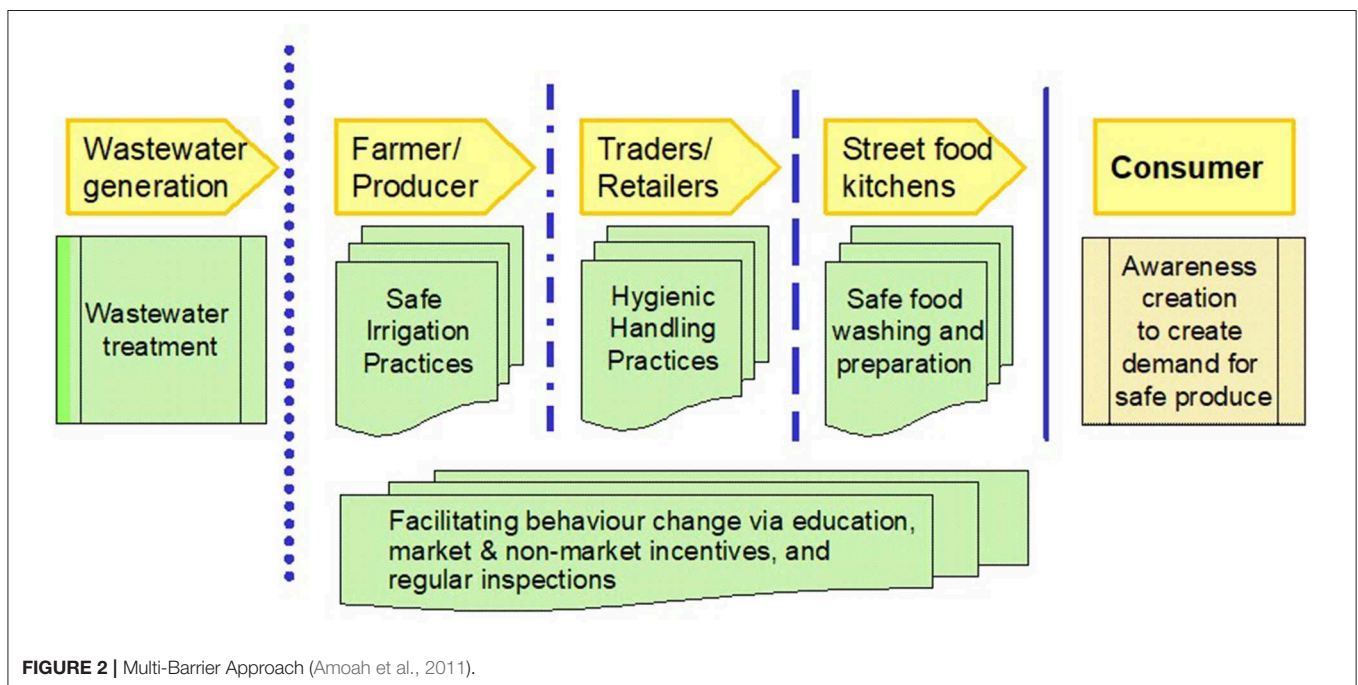 Wastewater
generation
Farmer/
Producer
Traders/
Retailers
Street food
kitchens
Consumer
Wastewater
treatment
Safe
Irrigation
Practices
Hygienic
Handling
Practices
Safe food
washing and
preparation
Awareness
creation
to create
demand for
safe produce
Facilitating behaviour change via education,
market & non-market incentives, and
regular inspections
FIGURE 2 | Multi-Barrier Approach (Amoah et al., 2011).